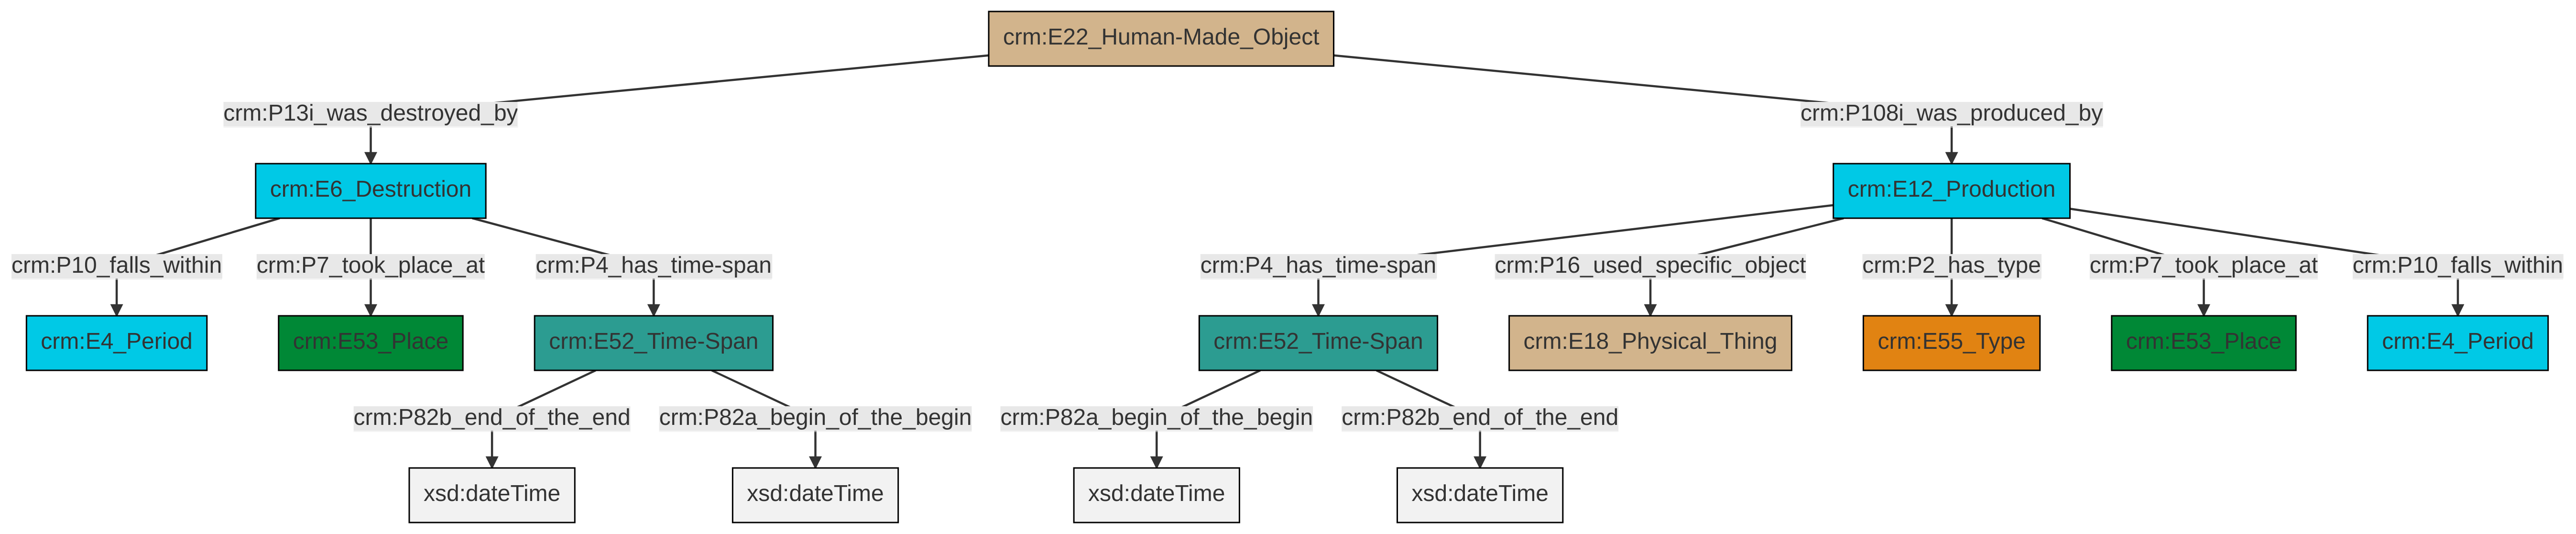 crm:E22_Human-Made_Object
crm:P13i_was_destroyed_by
crm:P108i_was_produced_by
crm:E6_Destruction
crm:E12_Production
crm:P10_falls_within
crm:P7_took_place_at
crm:P4_has_time-span
crm:P4_has_time-span
crm:P16_used_specific_object
crm:P2_has_type
crm:P7_took_place_at
crm:P10_falls_within
crm:E4_Period
crm:E53_Place
crm:E52_Time-Span
crm:E52_Time-Span
crm:E18_Physical_Thing
crm:E55_Type
crm:E53_Place
crm:E4_Period
crm:P82b_end_of_the_end
crm:P82a_begin_of_the_begin
crm:P82a_begin_of_the_begin
crm:P82b_end_of_the_end
xsd:dateTime
xsd:dateTime
xsd:dateTime
xsd:dateTime